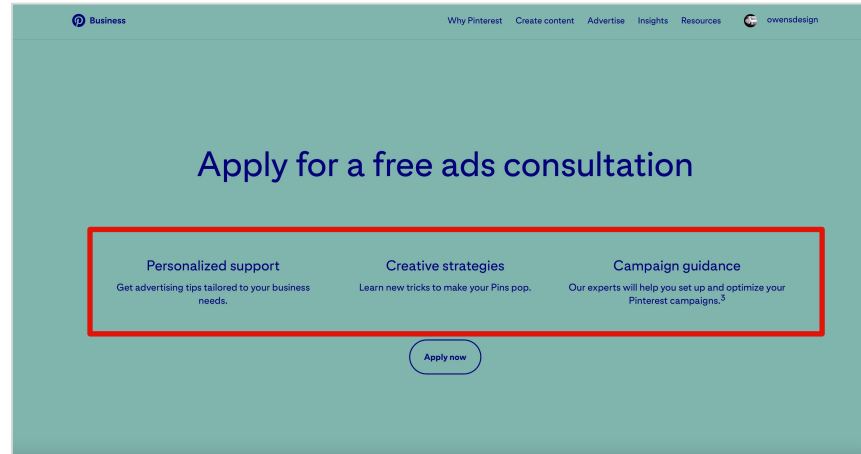 Business
Why Pinterest Create content Advertise Insights Resources owensdesign
Apply for a free ads consultation
Personalized support
Get advertising tips tailored to your business
needs.
Creative strategies
Learn new tricks to make your Pins pop.
Campaign guidance
Our experts will help you set up and optimize your
Pinterest campaigns.3
Apply now